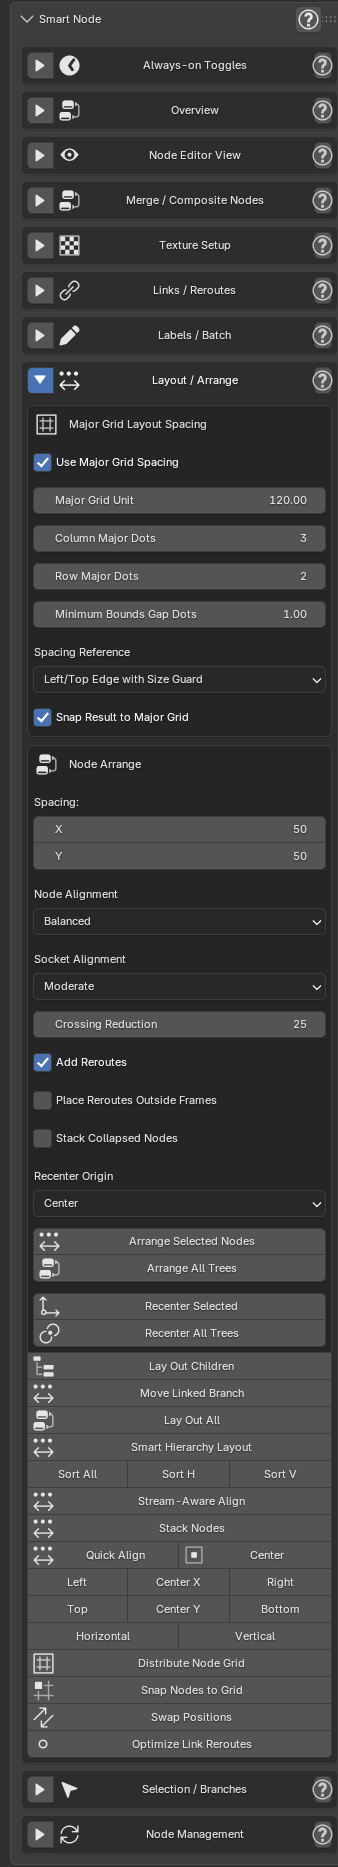 Smart Node
Always-on Toggles
Overview
Node Editor View
Merge / Composite Nodes
Texture Setup
Links / Reroutes
Labels / Batch
Layout / Arrange
Major Grid Layout Spacing
Use Major Grid Spacing
Major Grid Unit 120.00
Column Major Dots 3
Row Major Dots 2
Minimum Bounds Gap Dots 1.00
Spacing Reference
Left/Top Edge with Size Guard
Snap Result to Major Grid
Node Arrange
Spacing:
X 50
Y 50
Node Alignment
Balanced
Socket Alignment
Moderate
Crossing Reduction 25
Add Reroutes
Place Reroutes Outside Frames
Stack Collapsed Nodes
Recenter Origin
Center
Arrange Selected Nodes
Arrange All Trees
Recenter Selected
Recenter All Trees
Lay Out Children
Move Linked Branch
Lay Out All
Smart Hierarchy Layout
Sort All Sort H Sort V
Stream-Aware Align
Stack Nodes
Quick Align Center
Left Center X Right
Top Center Y Bottom
Horizontal Vertical
Distribute Node Grid
Snap Nodes to Grid
Swap Positions
Optimize Link Reroutes
Selection / Branches
Node Management